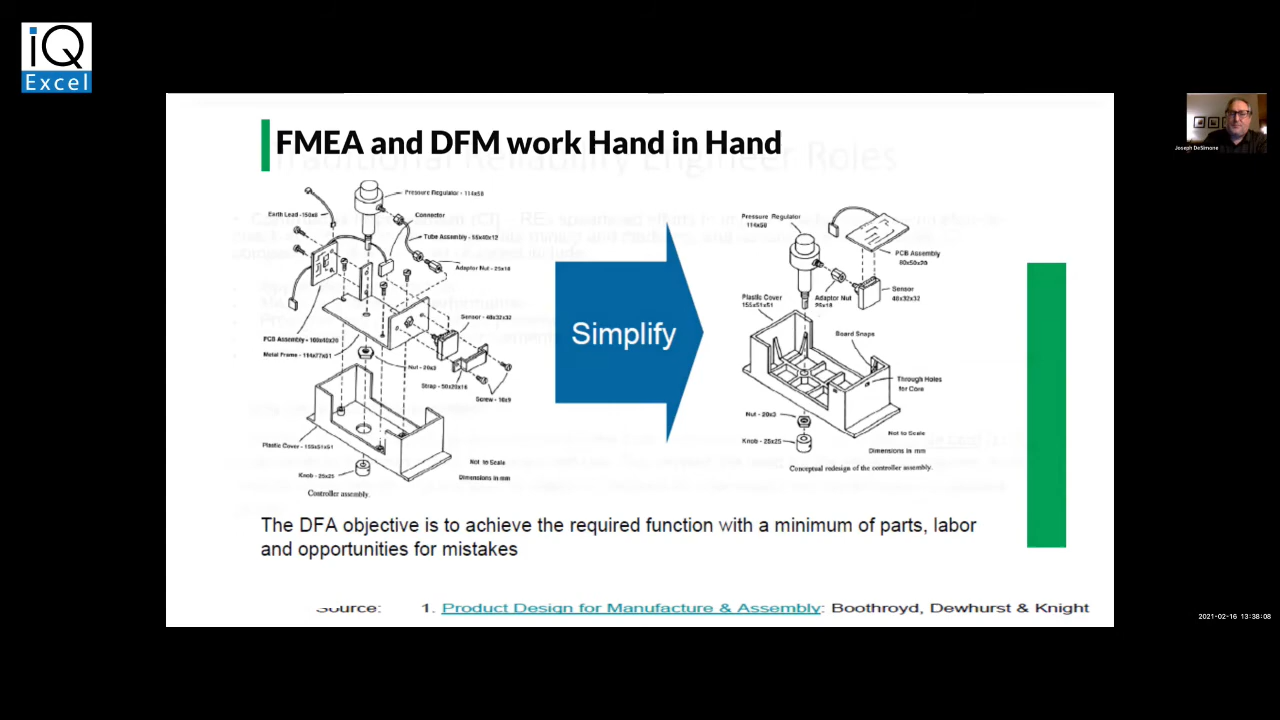 iQ
Excel
FMEA and DFM work Hand in Hand
Joseph DeSimone
Pressure Regulator - 114x58
Earth Lead -150x8
Connector
Tube Assembly - 55x40x12
Adaptor Nut - 25x18
Sensor - 48x32x32
PCB Assembly - 100x40x20
Metal Frame - 114x77x51
Nut - 20x3
Strap - 50x20x16
Screw - 10x9
Plastic Cover - 155x51x51
Not to Scale
Knob - 25x25
Dimensions in mm
Controller assembly.
Simplify
Pressure Regulator
114x58
PCB Assembly
80x50x20
Sensor
48x32x32
Adaptor Nut
25x18
Plastic Cover
155x51x51
Board Snaps
Through Holes
for Core
Nut - 20x3
Not to Scale
Knob - 25x25
Dimensions in mm
Conceptual redesign of the controller assembly.
The DFA objective is to achieve the required function with a minimum of parts, labor
and opportunities for mistakes
Source: 1. Product Design for Manufacture & Assembly: Boothroyd, Dewhurst & Knight
2021-02-16 13:38:08